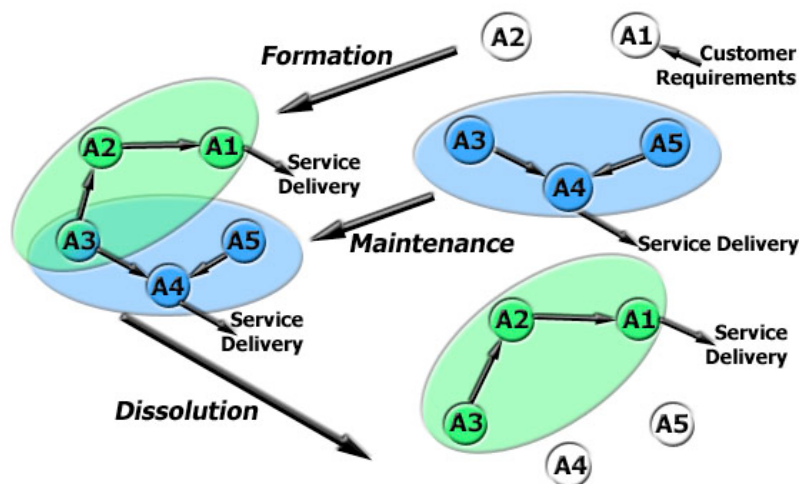 A2
A1
Customer
Requirements
Formation
A2
A1
Service
Delivery
A3
A5
A4
Service
Delivery
A3
A5
A4
Service Delivery
Maintenance
Dissolution
A2
A1
Service
Delivery
A3
A5
A4